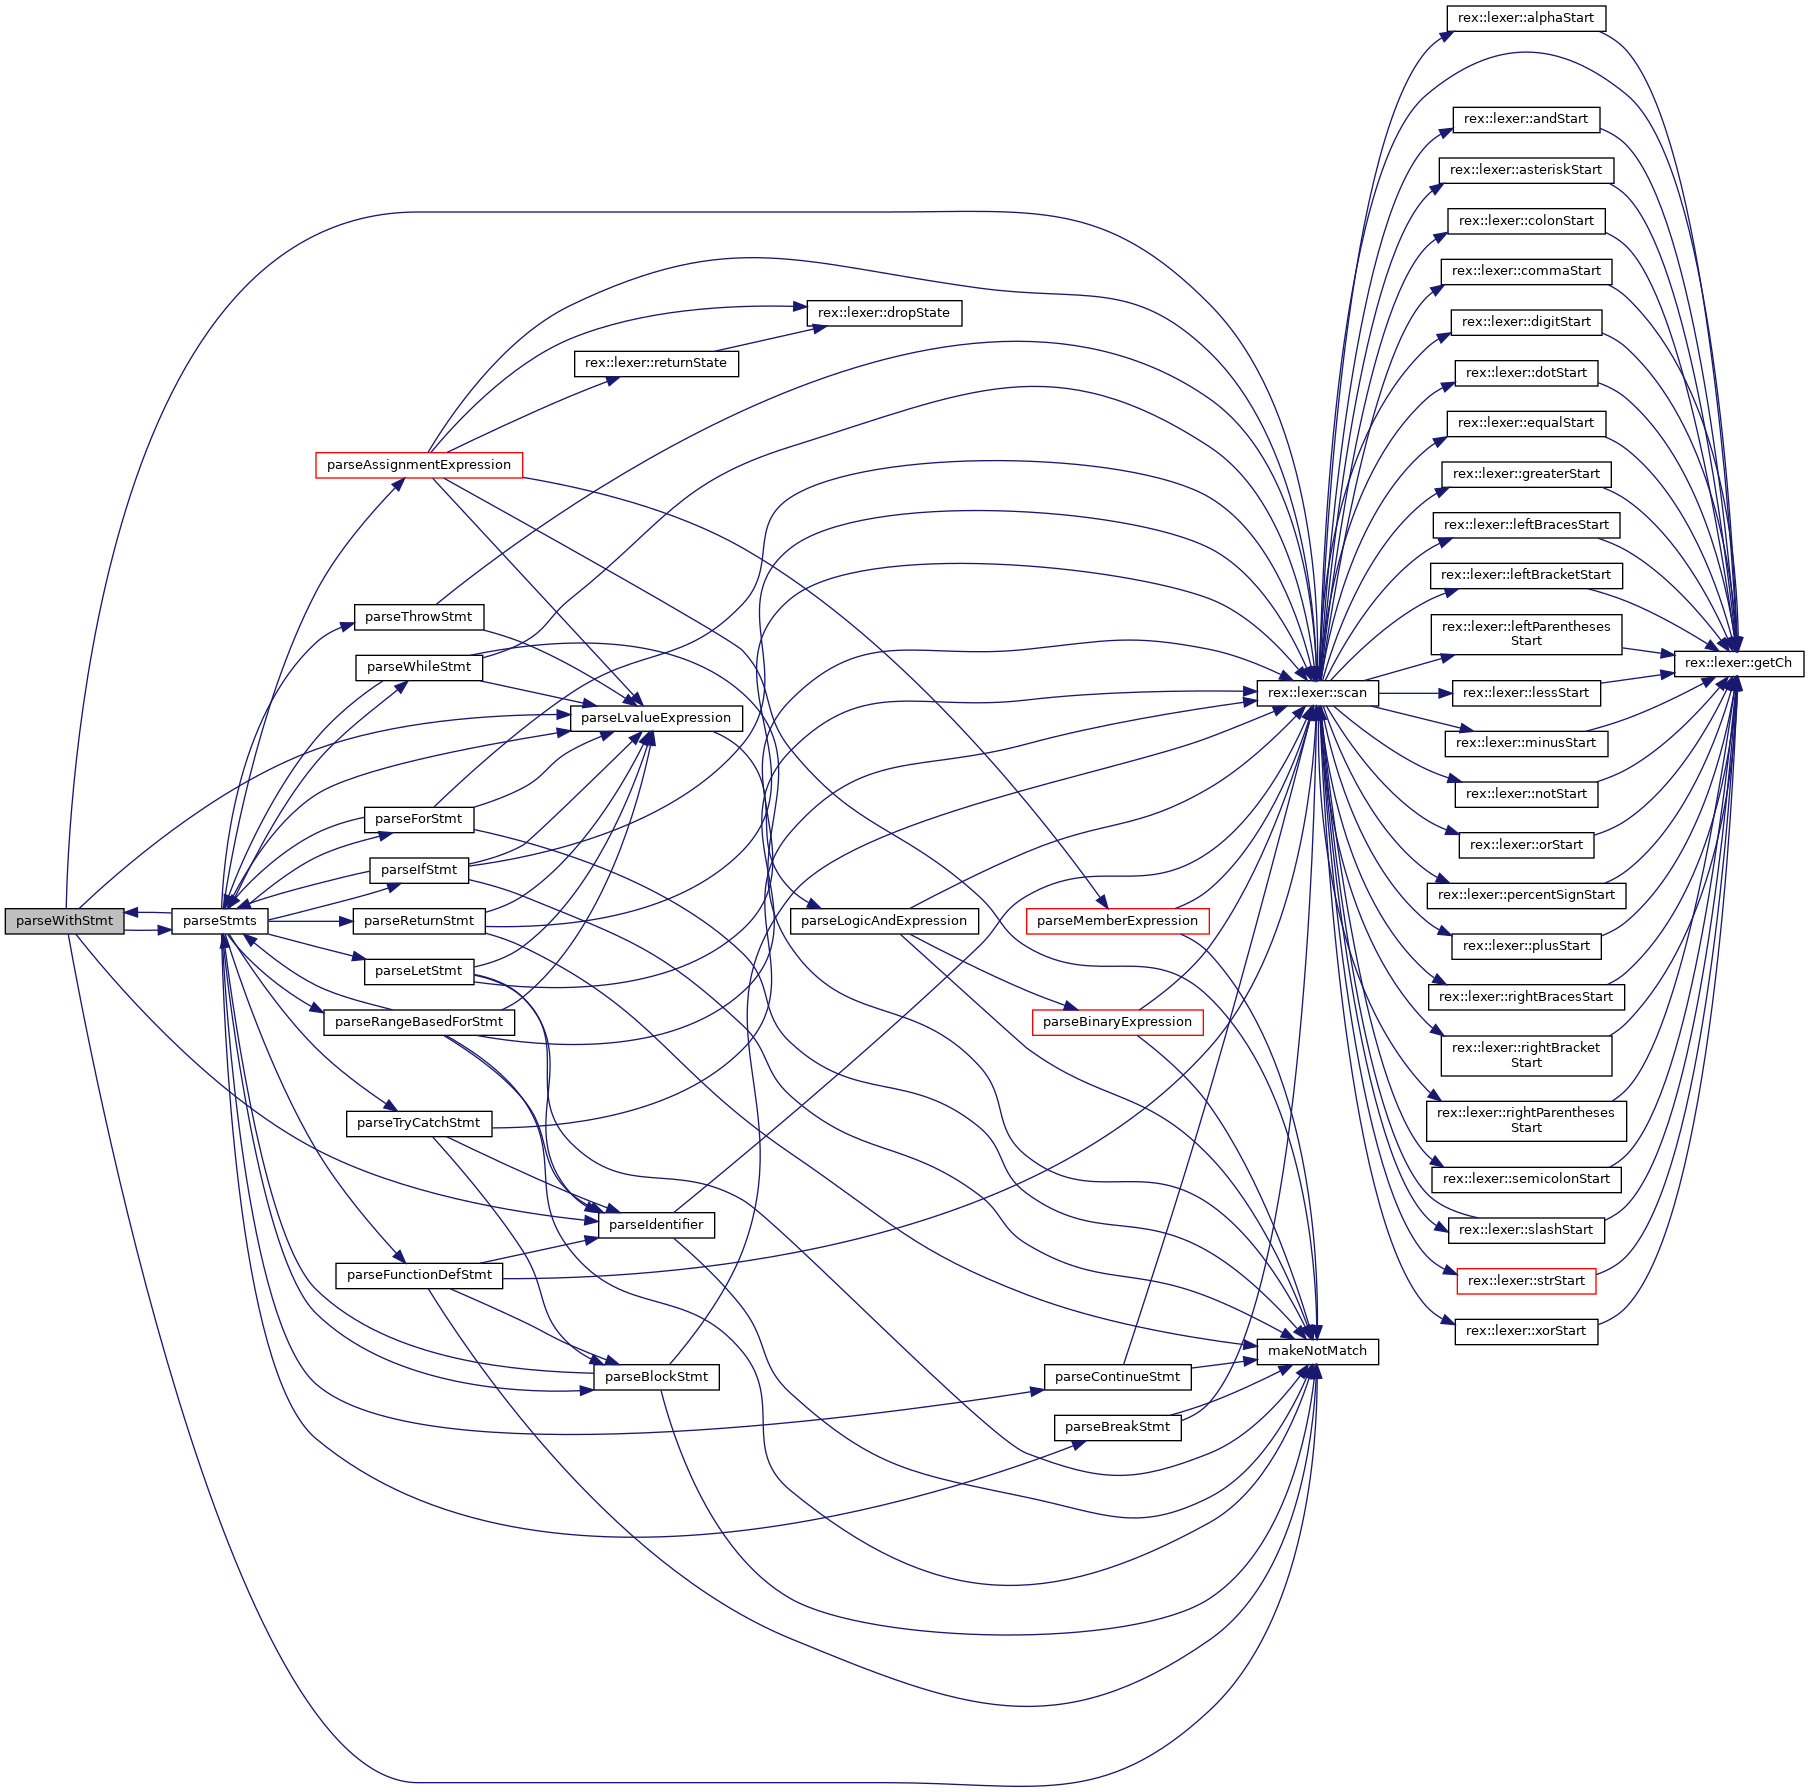 rex::lexer::alphaStart
rex::lexer::andStart
rex::lexer::asteriskStart
rex::lexer::colonStart
rex::lexer::commaStart
rex::lexer::dropState
rex::lexer::digitStart
rex::lexer::returnState
rex::lexer::dotStart
rex::lexer::equalStart
parseAssignmentExpression
rex::lexer::greaterStart
rex::lexer::leftBracesStart
rex::lexer::leftBracketStart
parseThrowStmt
rex::lexer::leftParentheses
Start
parseWhileStmt
rex::lexer::getCh
rex::lexer::scan
rex::lexer::lessStart
parseLvalueExpression
rex::lexer::minusStart
rex::lexer::notStart
parseForStmt
rex::lexer::orStart
parseIfStmt
rex::lexer::percentSignStart
parseWithStmt
parseStmts
parseReturnStmt
parseLogicAndExpression
parseMemberExpression
rex::lexer::plusStart
parseLetStmt
rex::lexer::rightBracesStart
parseRangeBasedForStmt
parseBinaryExpression
rex::lexer::rightBracket
Start
parseTryCatchStmt
rex::lexer::rightParentheses
Start
rex::lexer::semicolonStart
parseIdentifier
rex::lexer::slashStart
parseFunctionDefStmt
rex::lexer::strStart
rex::lexer::xorStart
makeNotMatch
parseBlockStmt
parseContinueStmt
parseBreakStmt